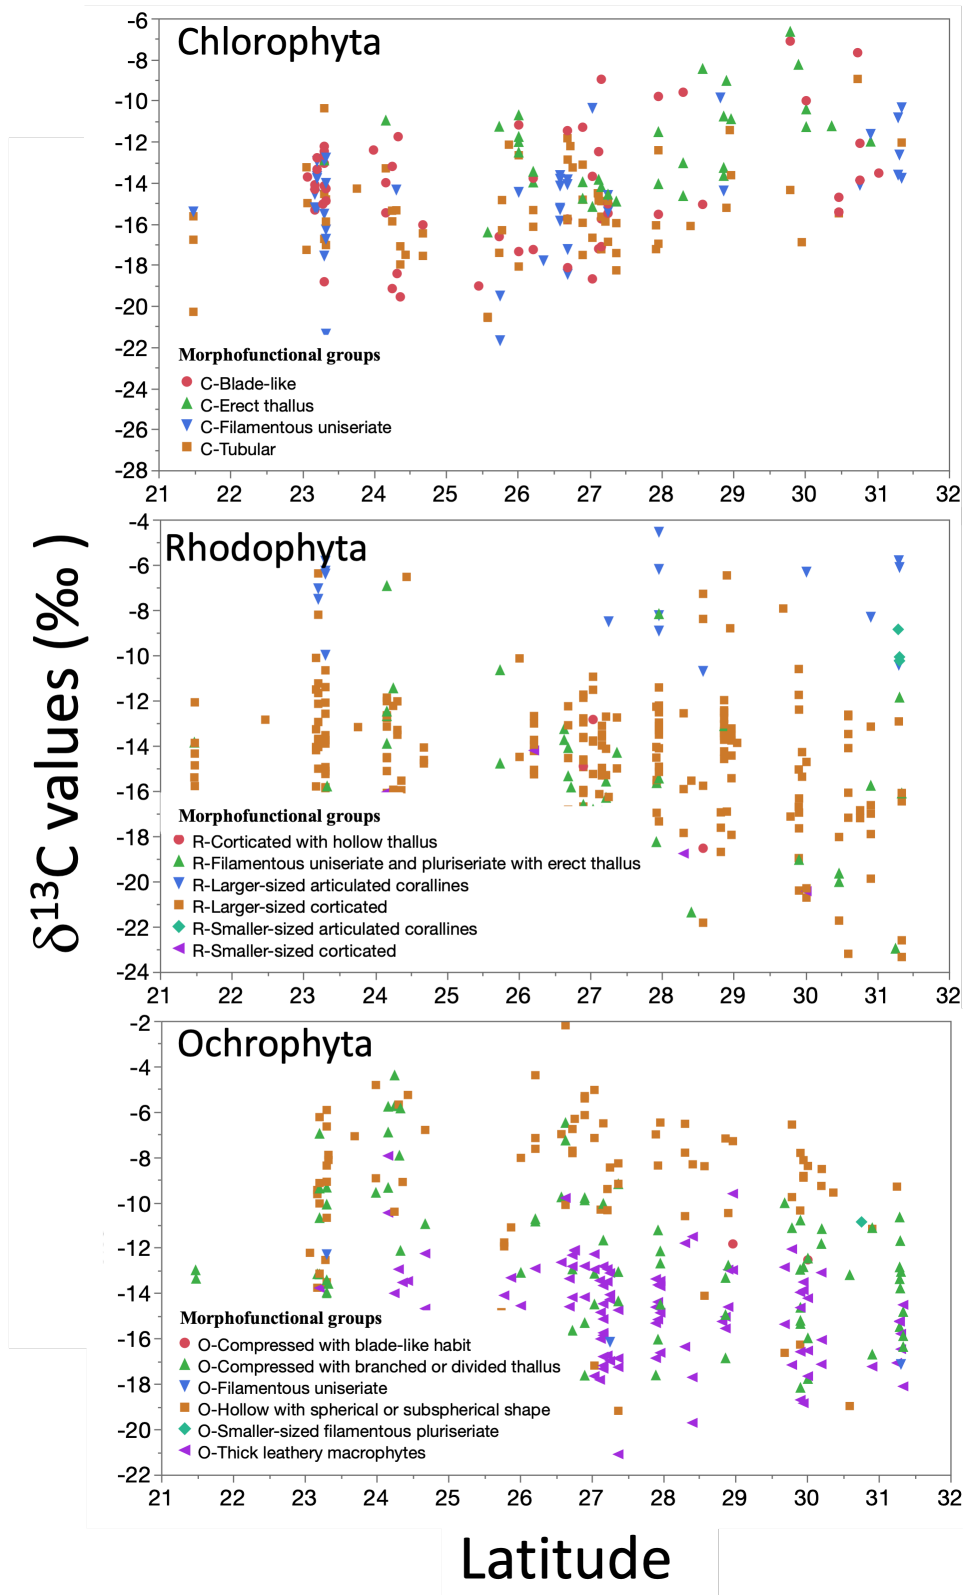 δ13C values (‰ )
Chlorophyta
-6
-8
-10
-12
-14
-16
-18
-20
-22
-24
-26
-28
Morphofunctional groups
C-Blade-like
C-Erect thallus
C-Filamentous uniseriate
C-Tubular
21 22 23 24 25 26 27 28 29 30 31 32
Rhodophyta
-4
-6
-8
-10
-12
-14
-16
-18
-20
-22
-24
Morphofunctional groups
R-Corticated with hollow thallus
R-Filamentous uniseriate and pluriseriate with erect thallus
R-Larger-sized articulated corallines
R-Larger-sized corticated
R-Smaller-sized articulated corallines
R-Smaller-sized corticated
21 22 23 24 25 26 27 28 29 30 31 32
Ochrophyta
-2
-4
-6
-8
-10
-12
-14
-16
-18
-20
-22
Morphofunctional groups
O-Compressed with blade-like habit
O-Compressed with branched or divided thallus
O-Filamentous uniseriate
O-Hollow with spherical or subspherical shape
O-Smaller-sized filamentous pluriseriate
O-Thick leathery macrophytes
21 22 23 24 25 26 27 28 29 30 31 32
Latitude